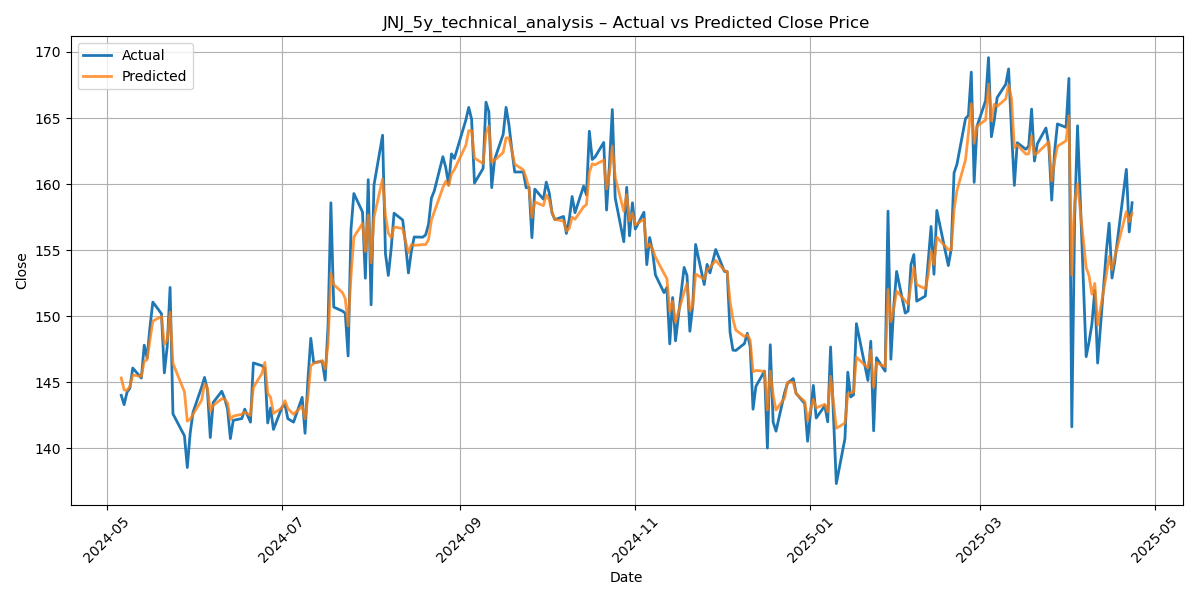 JNJ_5y_technical_analysis – Actual vs Predicted Close Price
Actual
Predicted
Close
170
165
160
155
150
145
140
2024-05
2024-07
2024-09
2024-11
2025-01
2025-03
2025-05
Date